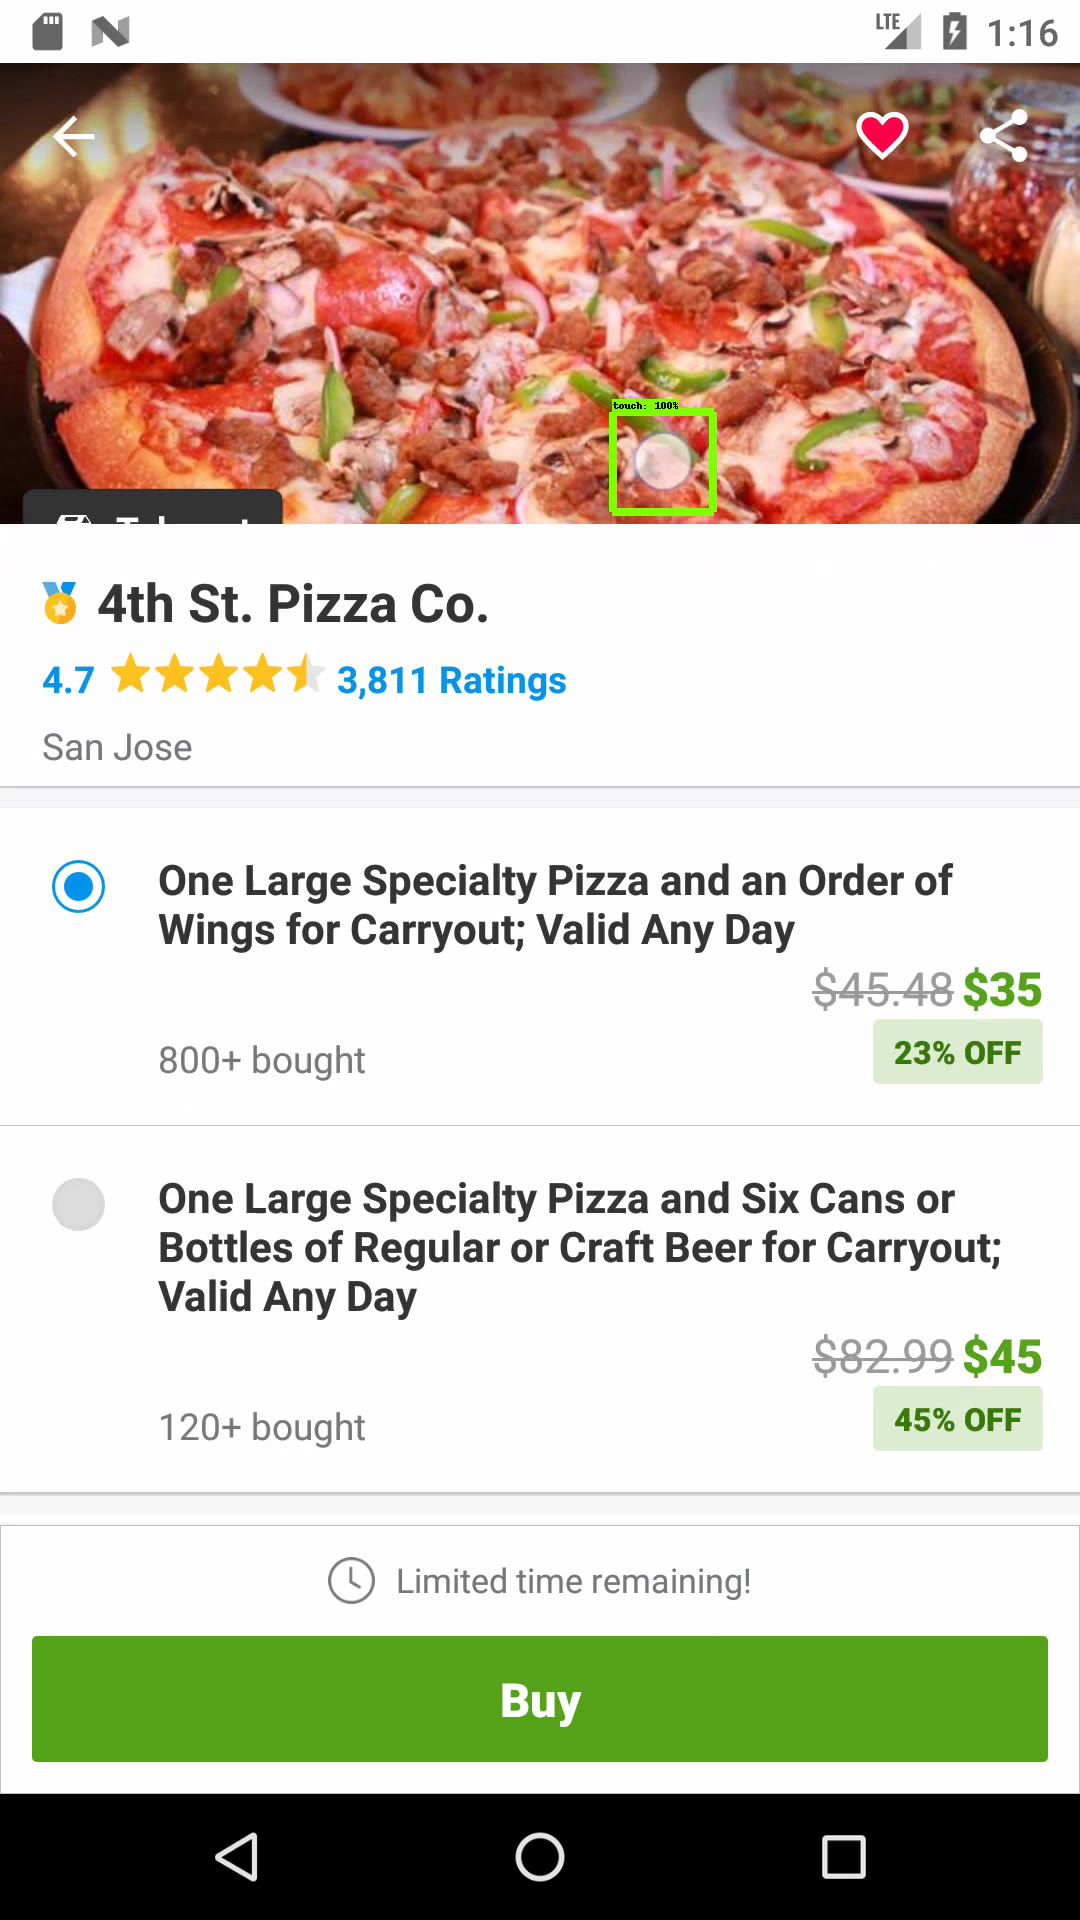 LTE
1:16
touch: 100%
4th St. Pizza Co.
4.7 3,811 Ratings
San Jose
One Large Specialty Pizza and an Order of
Wings for Carryout; Valid Any Day
$45.48 $35
800+ bought
23% OFF
One Large Specialty Pizza and Six Cans or
Bottles of Regular or Craft Beer for Carryout;
Valid Any Day
$82.99 $45
120+ bought
45% OFF
Limited time remaining!
Buy